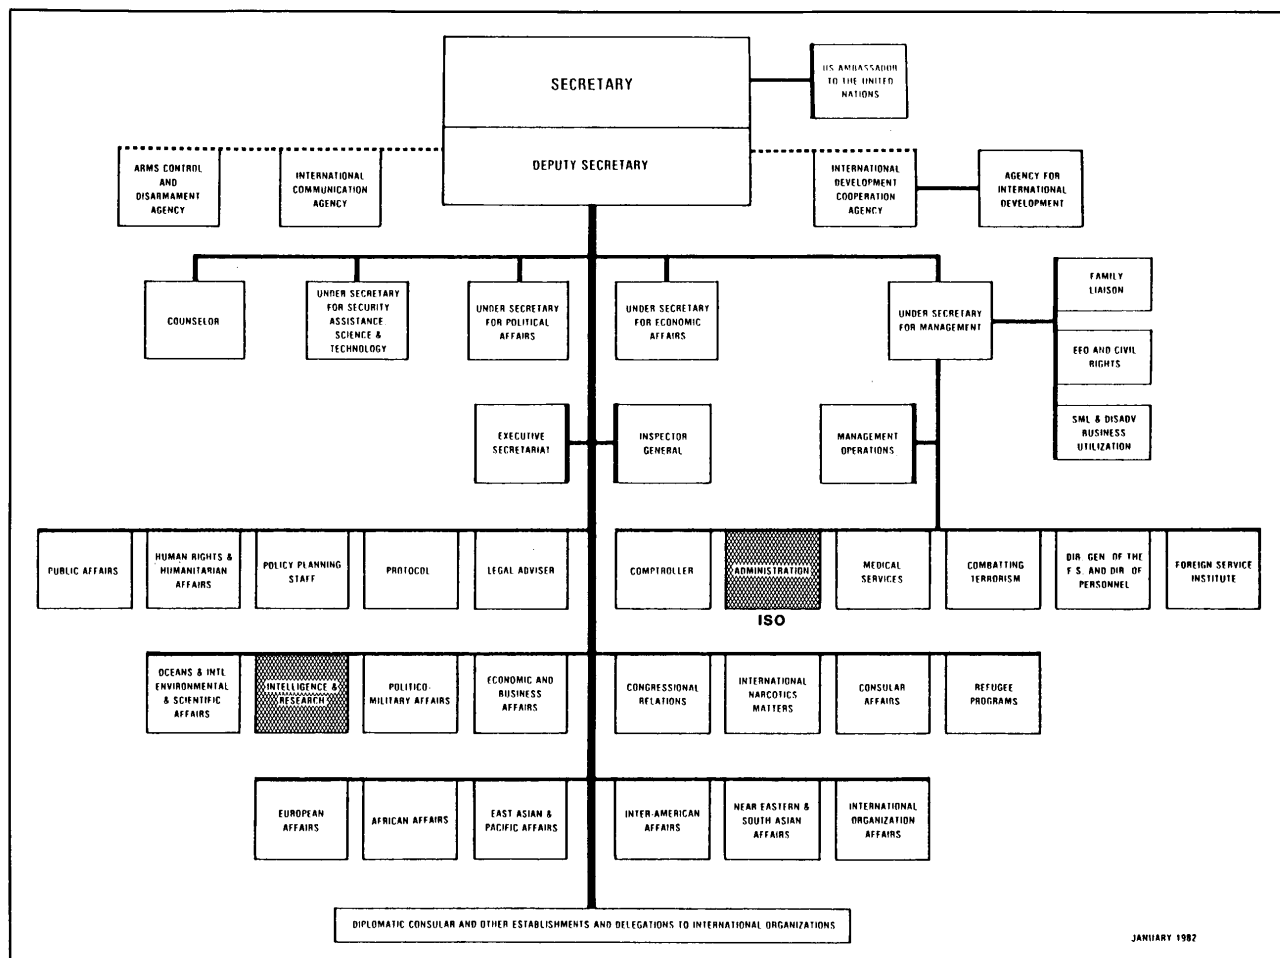 SECRETARY
US AMBASSADOR
TO THE UNITED
NATIONS
DEPUTY SECRETARY
ARMS CONTROL
AND
DISARMAMENT
AGENCY
INTERNATIONAL
COMMUNICATION
AGENCY
INTERNATIONAL
DEVELOPMENT
COOPERATION
AGENCY
AGENCY FOR
INTERNATIONAL
DEVELOPMENT
COUNSELOR
UNDER SECRETARY
FOR SECURITY
ASSISTANCE
SCIENCE &
TECHNOLOGY
UNDER SECRETARY
FOR POLITICAL
AFFAIRS
UNDER SECRETARY
FOR ECONOMIC
AFFAIRS
UNDER SECRETARY
FOR MANAGEMENT
FAMILY
LIAISON
EEO AND CIVIL
RIGHTS
SML & DISADV
BUSINESS
UTILIZATION
EXECUTIVE
SECRETARIAT
INSPECTOR
GENERAL
MANAGEMENT
OPERATIONS
PUBLIC AFFAIRS
HUMAN RIGHTS &
HUMANITARIAN
AFFAIRS
POLICY PLANNING
STAFF
PROTOCOL
LEGAL ADVISER
COMPTROLLER
ADMINISTRATION
ISO
MEDICAL
SERVICES
COMBATTING
TERRORISM
DIR. GEN. OF THE
F.S. AND DIR. OF
PERSONNEL
FOREIGN SERVICE
INSTITUTE
OCEANS & INTL
ENVIRONMENTAL
& SCIENTIFIC
AFFAIRS
INTELLIGENCE &
RESEARCH
POLITICO-
MILITARY AFFAIRS
ECONOMIC AND
BUSINESS
AFFAIRS
CONGRESSIONAL
RELATIONS
INTERNATIONAL
NARCOTICS
MATTERS
CONSULAR
AFFAIRS
REFUGEE
PROGRAMS
EUROPEAN
AFFAIRS
AFRICAN AFFAIRS
EAST ASIAN &
PACIFIC AFFAIRS
INTER-AMERICAN
AFFAIRS
NEAR EASTERN &
SOUTH ASIAN
AFFAIRS
INTERNATIONAL
ORGANIZATION
AFFAIRS
DIPLOMATIC CONSULAR AND OTHER ESTABLISHMENTS AND DELEGATIONS TO INTERNATIONAL ORGANIZATIONS
JANUARY 1982